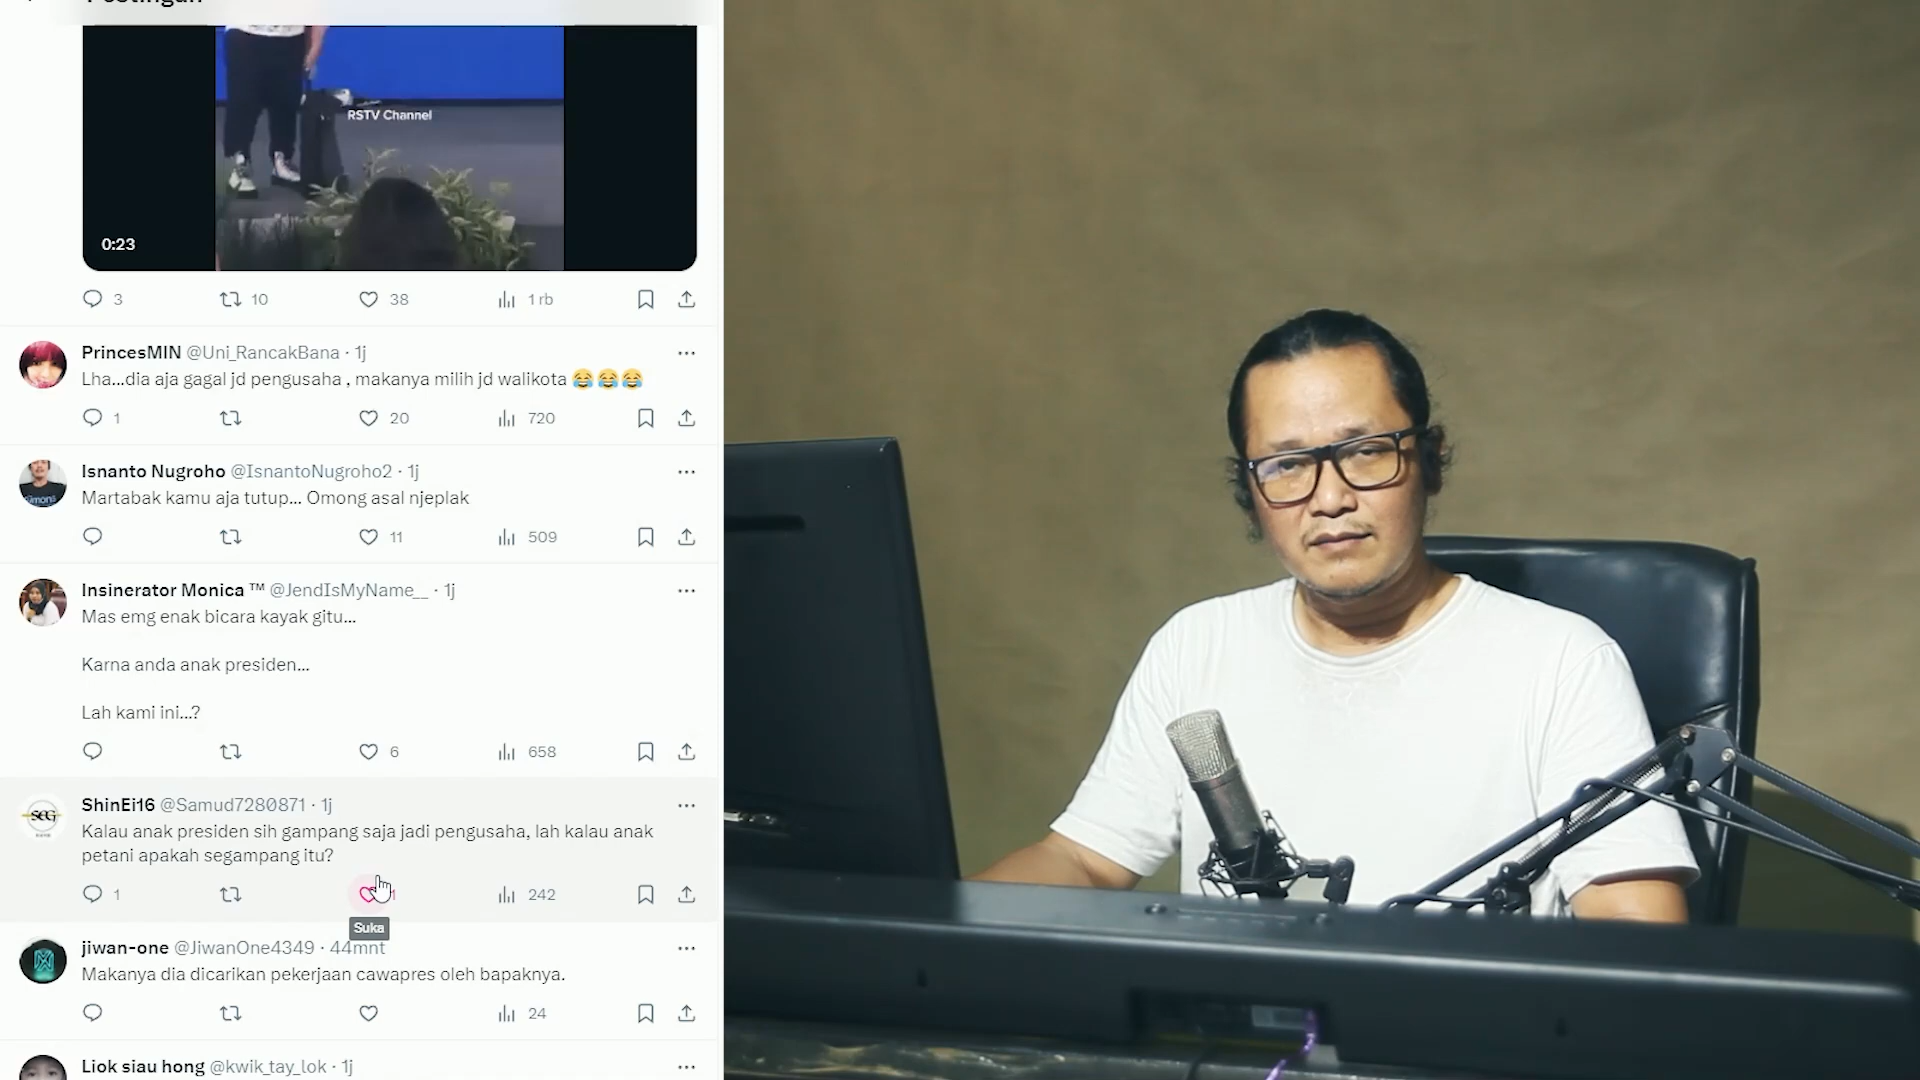 RSTV Channel
0:23
3 10 38 1 rb
PrincesMIN @Uni_RancakBana · 1j
Lha...dia aja gagal jd pengusaha , makanya milih jd walikota 😂😂😂
1 20 720
Isnanto Nugroho @IsnantoNugroho2 · 1j
Martabak kamu aja tutup... Omong asal njeplak
11 509
Insinerator Monica ™ @JendIsMyName__ · 1j
Mas emg enak bicara kayak gitu...
Karna anda anak presiden...
Lah kami ini...?
6 658
SEG
ShinEi16 @Samud7280871 · 1j
Kalau anak presiden sih gampang saja jadi pengusaha, lah kalau anak
petani apakah segampang itu?
1 1 242
Suka
jiwan-one @JiwanOne4349 · 44mnt
Makanya dia dicarikan pekerjaan cawapres oleh bapaknya.
24
Liok siau hong @kwik_tay_lok · 1j